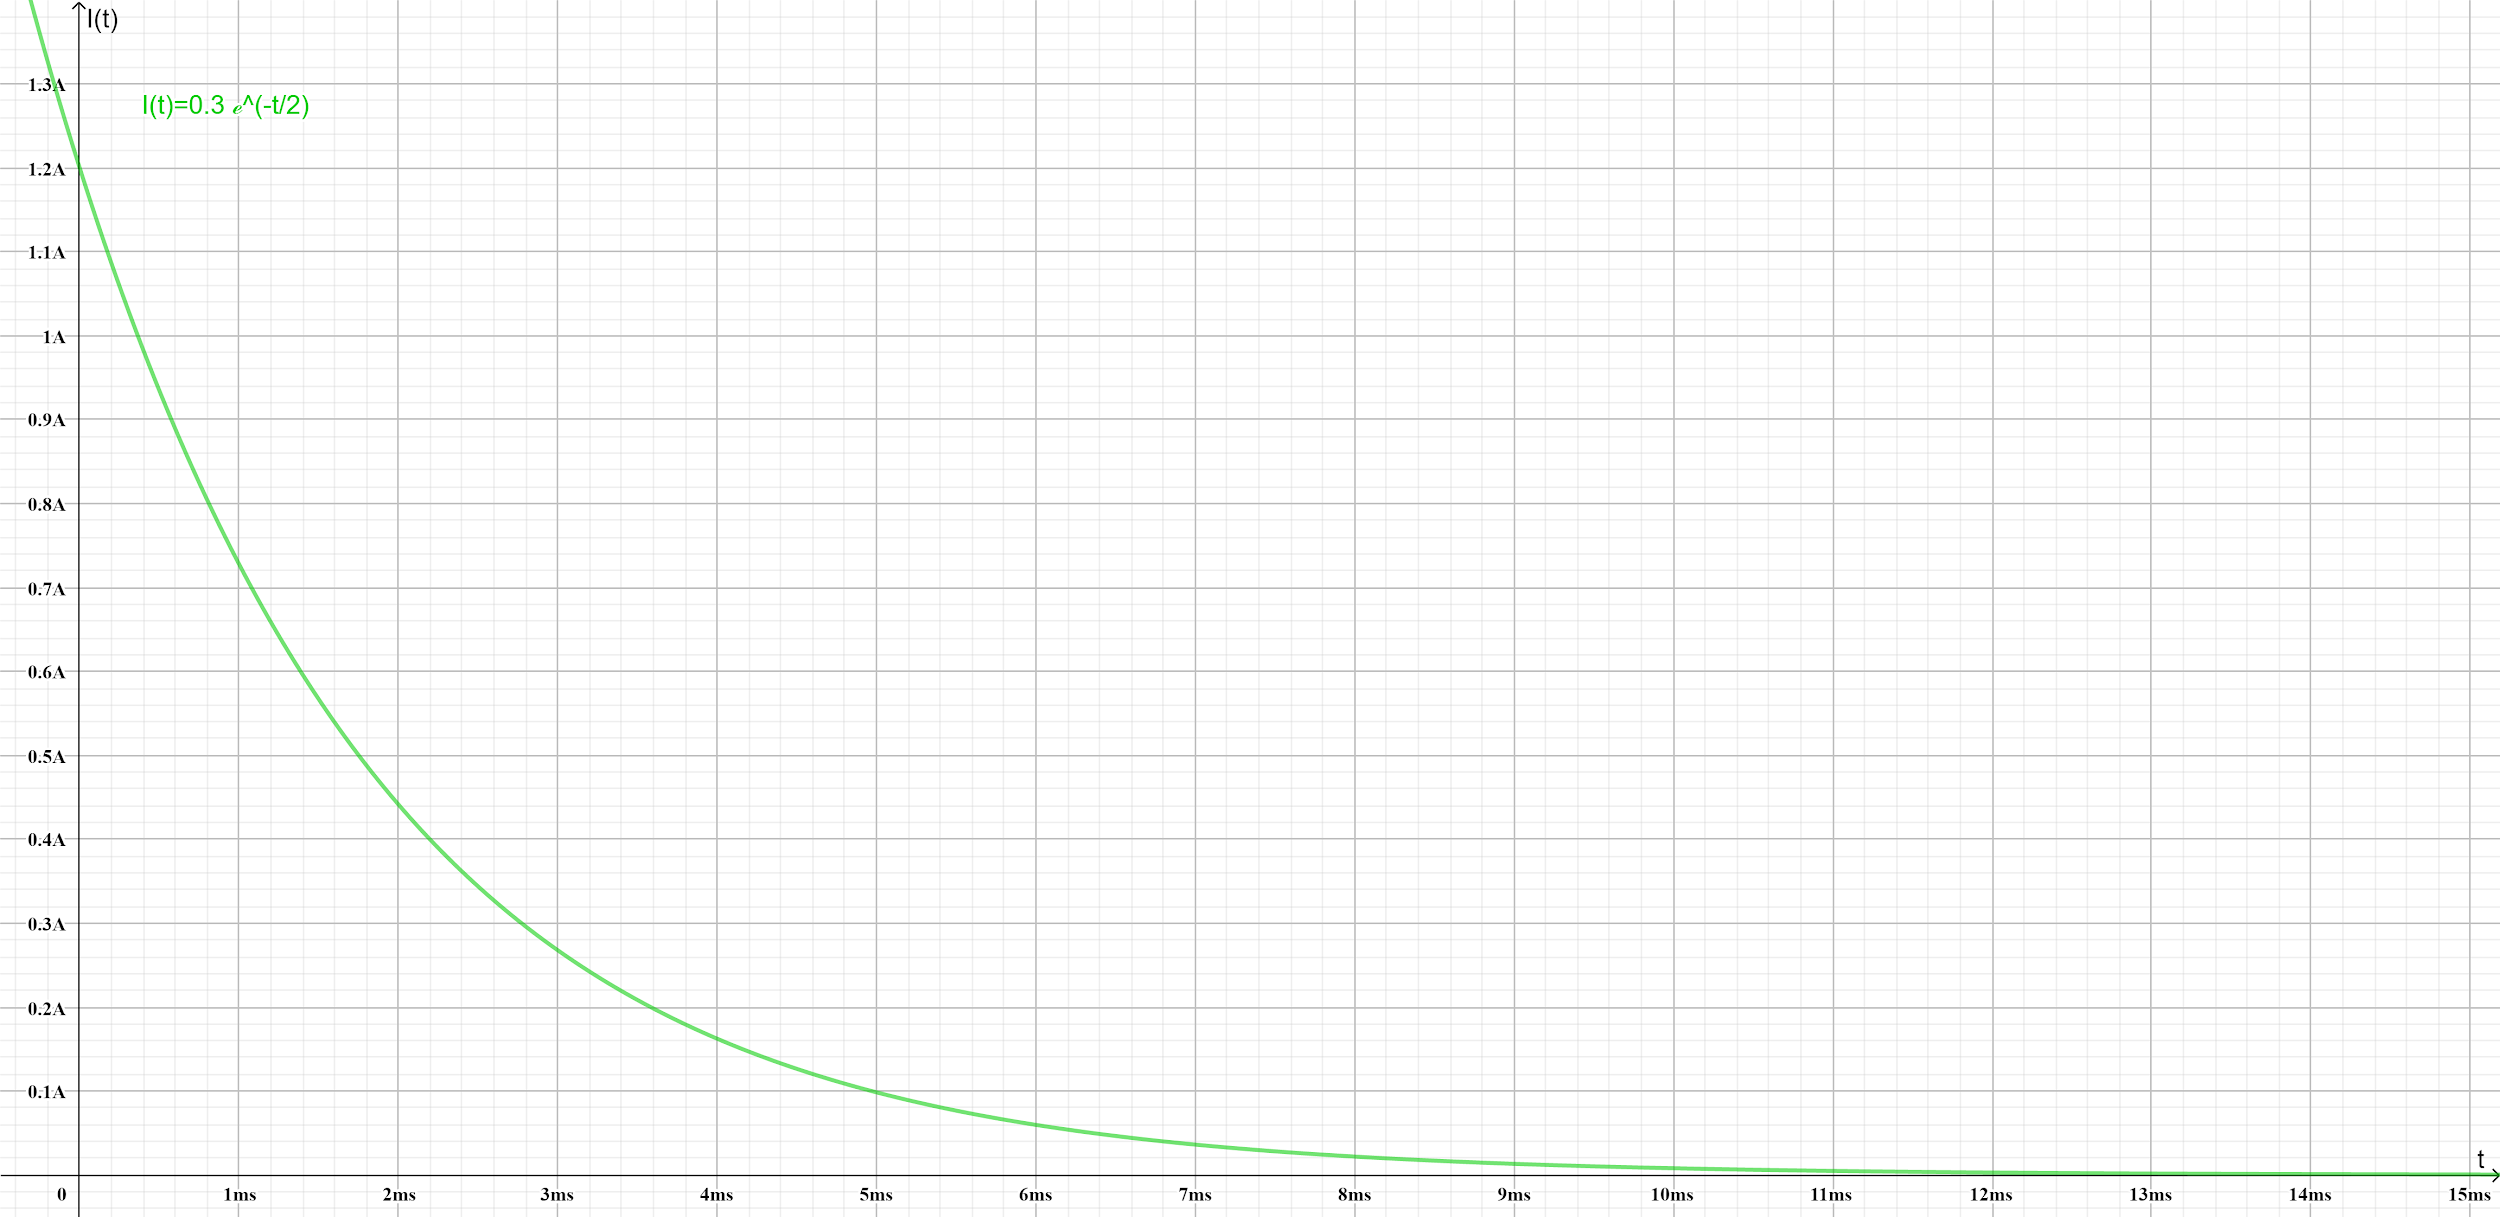 I(t)
1.3A
I(t)=0.3 e^(-t/2)
1.2A
1.1A
1A
0.9A
0.8A
0.7A
0.6A
0.5A
0.4A
0.3A
0.2A
0.1A
t
0 1ms 2ms 3ms 4ms 5ms 6ms 7ms 8ms 9ms 10ms 11ms 12ms 13ms 14ms 15ms